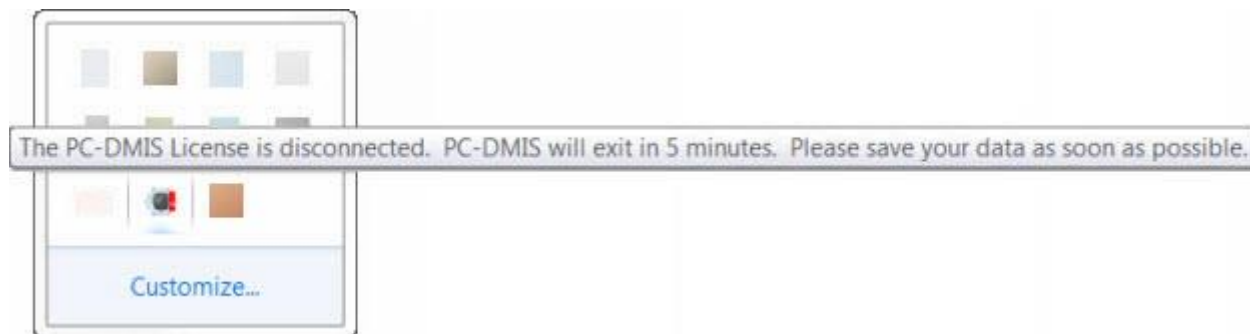 The PC-DMIS License is disconnected. PC-DMIS will exit in 5 minutes. Please save your data as soon as possible.
Customize...